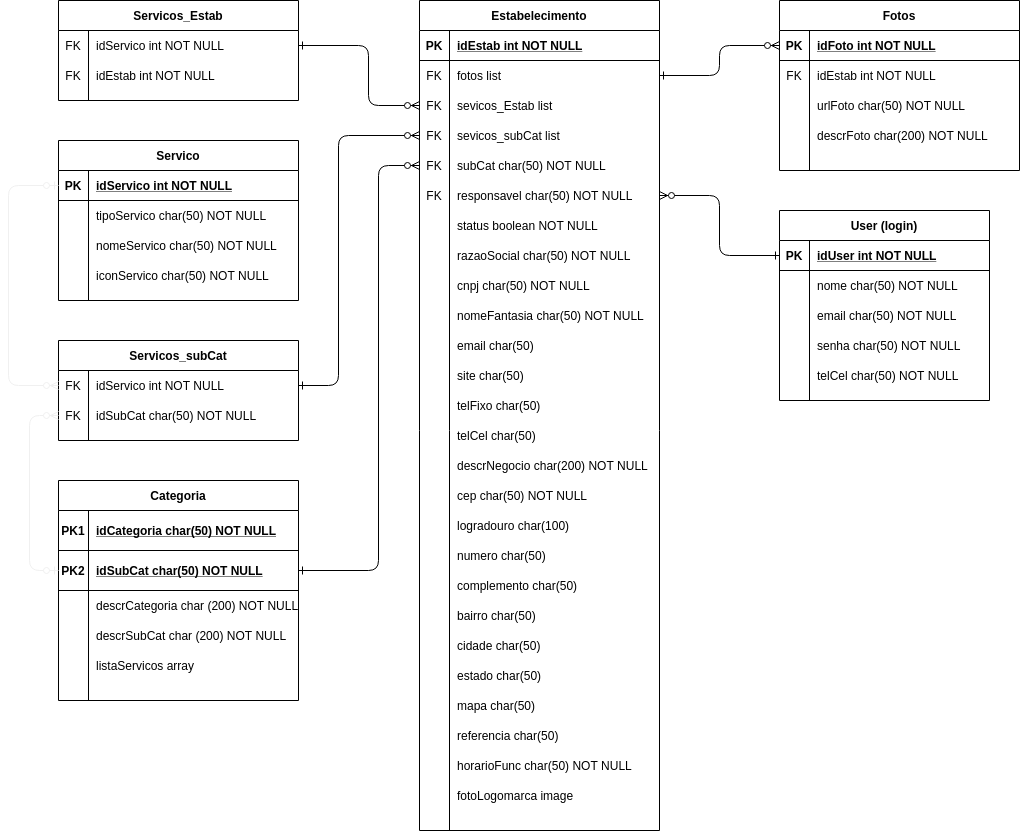 Servicos_Estab
FK idServico int NOT NULL
FK idEstab int NOT NULL
Servico
PK idServico int NOT NULL
tipoServico char(50) NOT NULL
nomeServico char(50) NOT NULL
iconServico char(50) NOT NULL
Servicos_subCat
FK idServico int NOT NULL
FK idSubCat char(50) NOT NULL
Categoria
PK1 idCategoria char(50) NOT NULL
PK2 idSubCat char(50) NOT NULL
descrCategoria char (200) NOT NULL
descrSubCat char (200) NOT NULL
listaServicos array
Estabelecimento
PK idEstab int NOT NULL
FK fotos list
FK sevicos_Estab list
FK sevicos_subCat list
FK subCat char(50) NOT NULL
FK responsavel char(50) NOT NULL
status boolean NOT NULL
razaoSocial char(50) NOT NULL
cnpj char(50) NOT NULL
nomeFantasia char(50) NOT NULL
email char(50)
site char(50)
telFixo char(50)
telCel char(50)
descrNegocio char(200) NOT NULL
cep char(50) NOT NULL
logradouro char(100)
numero char(50)
complemento char(50)
bairro char(50)
cidade char(50)
estado char(50)
mapa char(50)
referencia char(50)
horarioFunc char(50) NOT NULL
fotoLogomarca image
Fotos
PK idFoto int NOT NULL
FK idEstab int NOT NULL
urlFoto char(50) NOT NULL
descrFoto char(200) NOT NULL
User (login)
PK idUser int NOT NULL
nome char(50) NOT NULL
email char(50) NOT NULL
senha char(50) NOT NULL
telCel char(50) NOT NULL